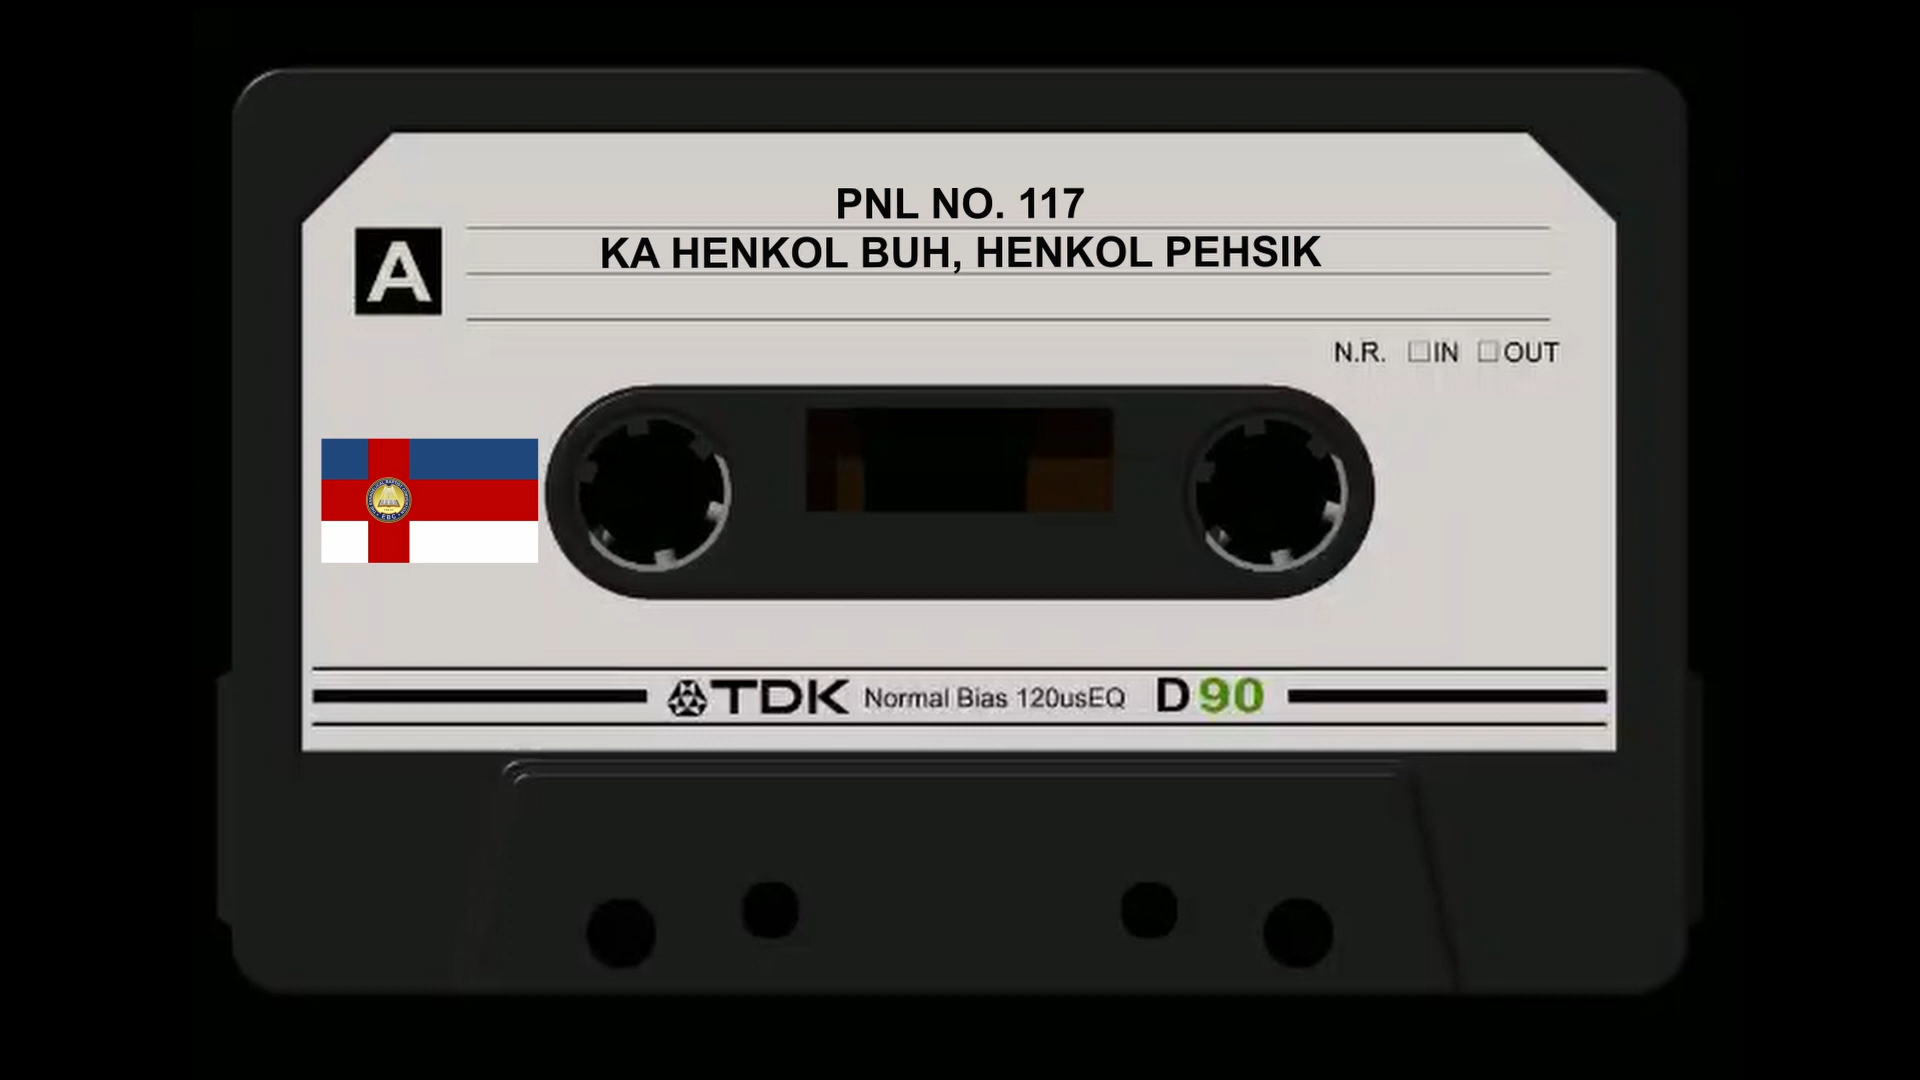 PNL NO. 117
KA HENKOL BUH, HENKOL PEHSIK
A
N.R. IN OUT
TDK Normal Bias 120usEQ D90